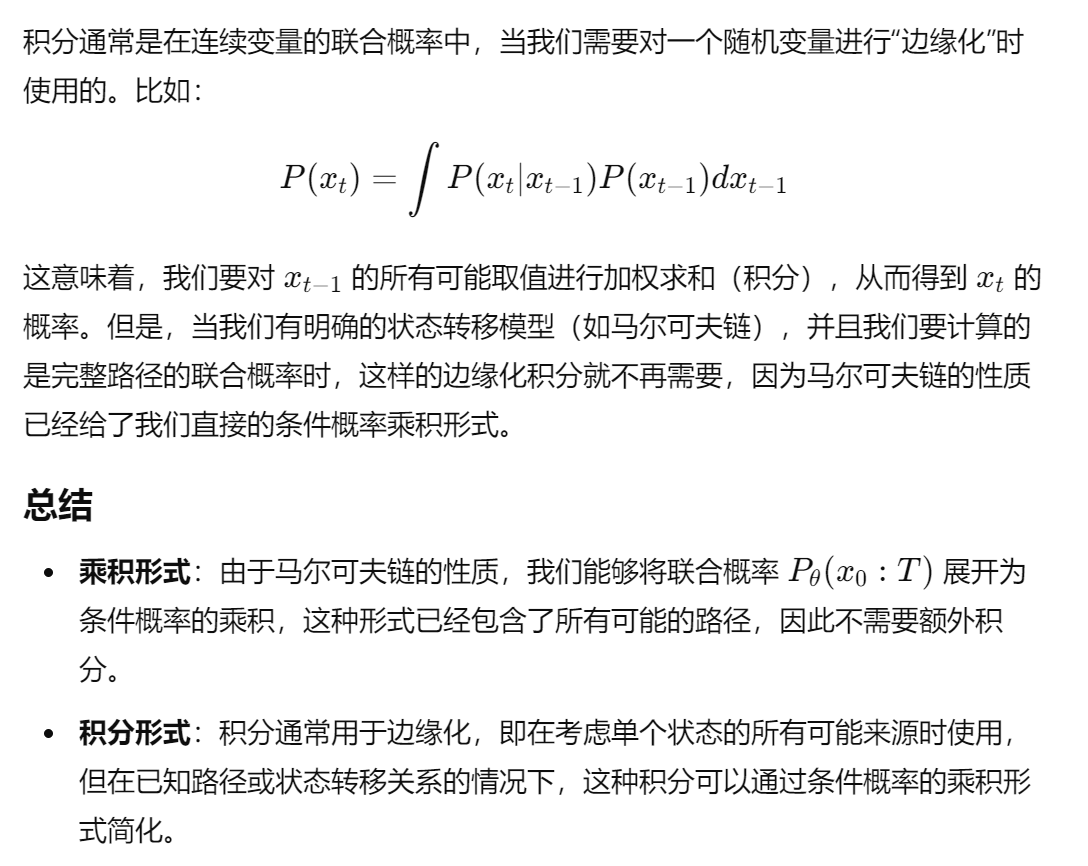 积分通常是在连续变量的联合概率中，当我们需要对一个随机变量进行“边缘化”时
使用的。比如：
P(x_t) = ∫ P(x_t|x_{t−1})P(x_{t−1})dx_{t−1}
这意味着，我们要对 x_{t−1} 的所有可能取值进行加权求和（积分），从而得到 x_t 的
概率。但是，当我们有明确的状态转移模型（如马尔可夫链），并且我们要计算的
是完整路径的联合概率时，这样的边缘化积分就不再需要，因为马尔可夫链的性质
已经给了我们直接的条件概率乘积形式。
总结
• 乘积形式：由于马尔可夫链的性质，我们能够将联合概率 P_θ(x_0 : T) 展开为
条件概率的乘积，这种形式已经包含了所有可能的路径，因此不需要额外积
分。
• 积分形式：积分通常用于边缘化，即在考虑单个状态的所有可能来源时使用，
但在已知路径或状态转移关系的情况下，这种积分可以通过条件概率的乘积形
式简化。